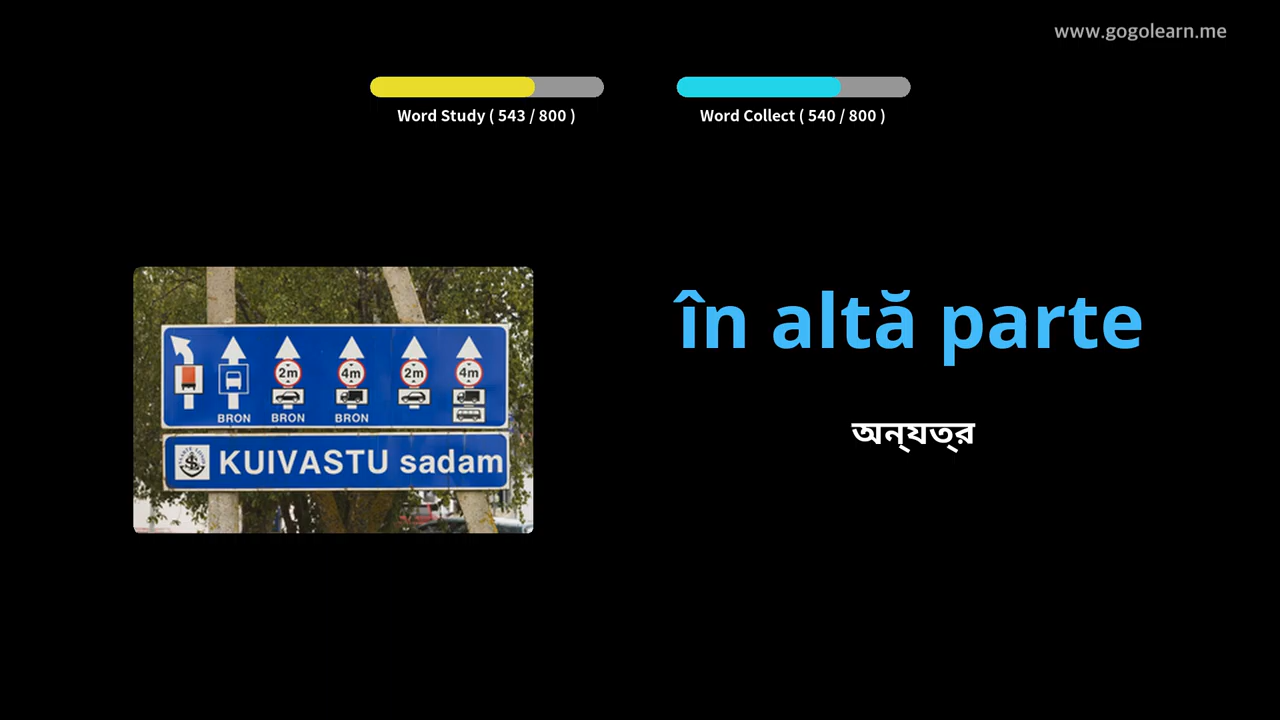 www.gogolearn.me
Word Study ( 543 / 800 )
Word Collect ( 540 / 800 )
în altă parte
অন্‌যত্‌র
2m 4m 2m 4m
BRON BRON BRON
KUIVASTU sadam